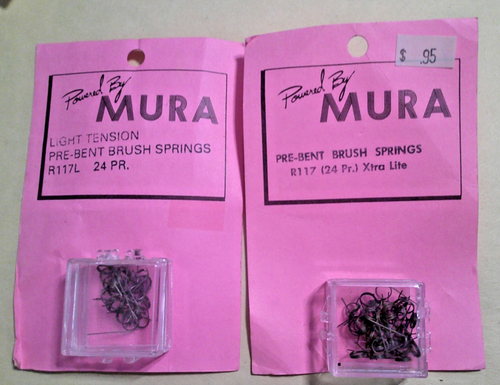 Powered By
MURA
LIGHT TENSION
PRE-BENT BRUSH SPRINGS
R117L 24 PR.
$ .95
Powered By
MURA
PRE-BENT BRUSH SPRINGS
R117 (24 Pr.) Xtra Lite